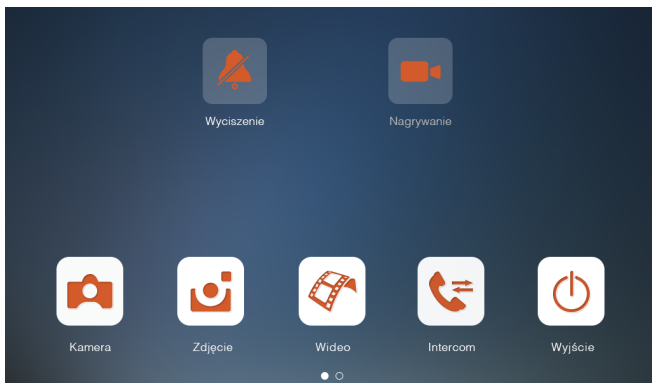 Wyciszenie
Nagrywanie
Kamera
Zdjęcie
Wideo
Intercom
Wyjście